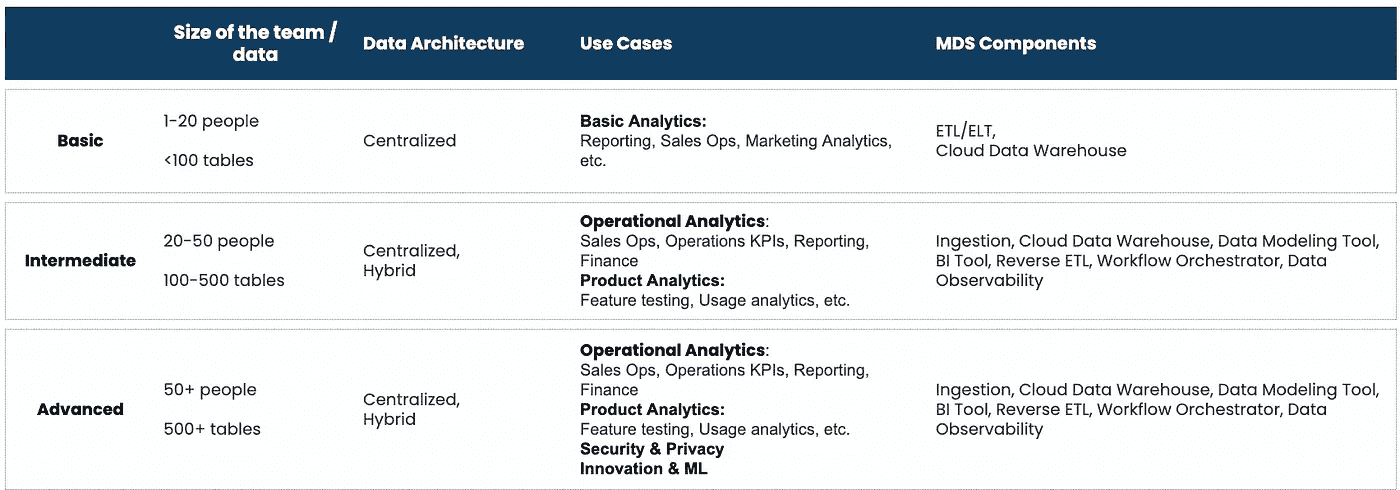 Size of the team /
data
Data Architecture
Use Cases
MDS Components
Basic
1-20 people
<100 tables
Centralized
Basic Analytics:
Reporting, Sales Ops, Marketing Analytics,
etc.
ETL/ELT,
Cloud Data Warehouse
Intermediate
20-50 people
100-500 tables
Centralized,
Hybrid
Operational Analytics:
Sales Ops, Operations KPIs, Reporting,
Finance
Product Analytics:
Feature testing, Usage analytics, etc.
Ingestion, Cloud Data Warehouse, Data Modeling Tool,
BI Tool, Reverse ETL, Workflow Orchestrator, Data
Observability
Advanced
50+ people
500+ tables
Centralized,
Hybrid
Operational Analytics:
Sales Ops, Operations KPIs, Reporting,
Finance
Product Analytics:
Feature testing, Usage analytics, etc.
Security & Privacy
Innovation & ML
Ingestion, Cloud Data Warehouse, Data Modeling Tool,
BI Tool, Reverse ETL, Workflow Orchestrator, Data
Observability